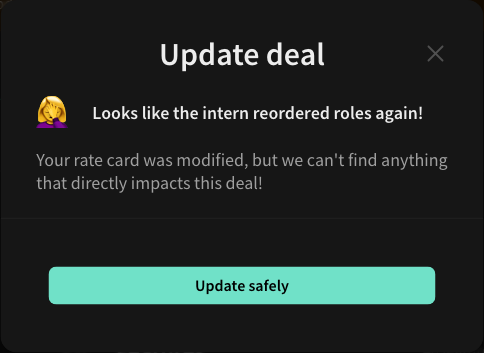 Update deal
Looks like the intern reordered roles again!
Your rate card was modified, but we can't find anything
that directly impacts this deal!
Update safely